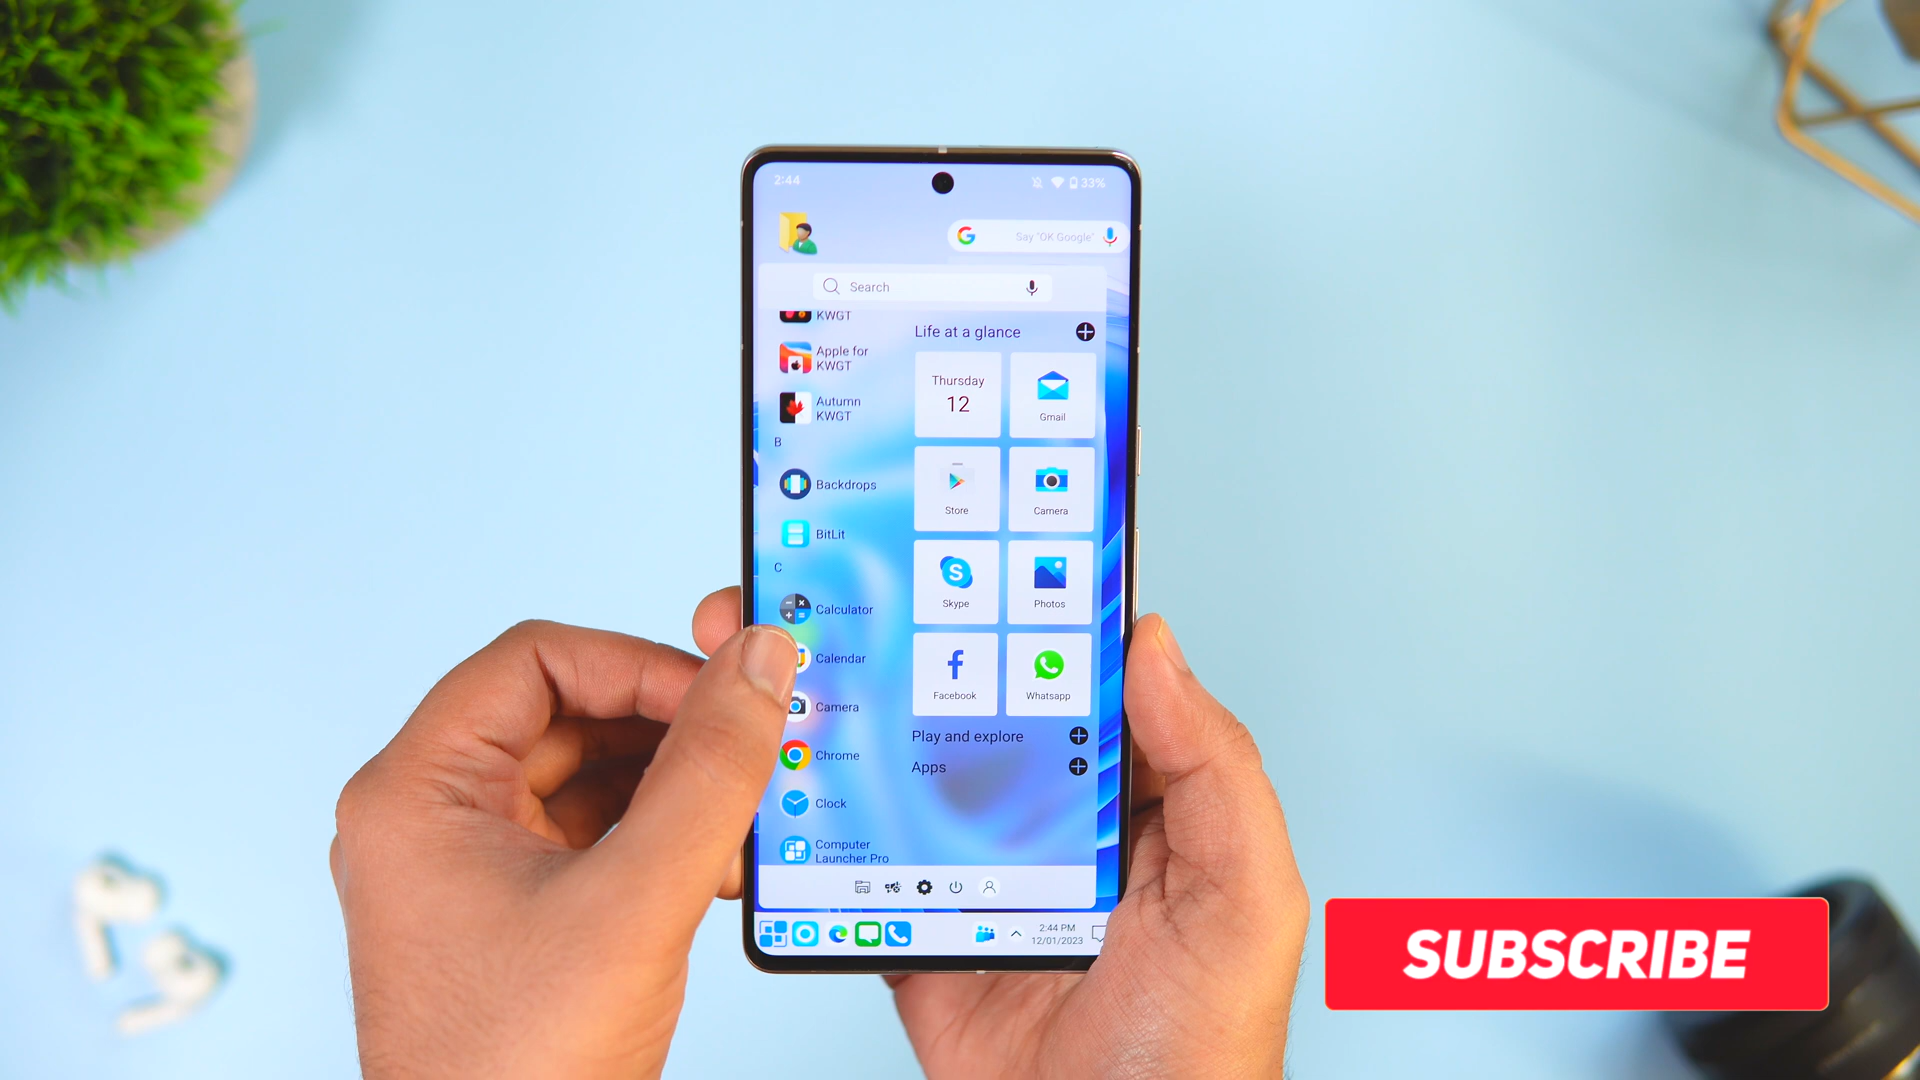 2:44
33%
Say "OK Google"
Search
KWGT
Apple for
KWGT
Autumn
KWGT
B
Backdrops
BitLit
C
Calculator
Calendar
Camera
Chrome
Clock
Computer
Launcher Pro
Life at a glance
Thursday
12
Gmail
Store
Camera
Skype
Photos
Facebook
Whatsapp
Play and explore
Apps
2:44 PM
12/01/2023
SUBSCRIBE